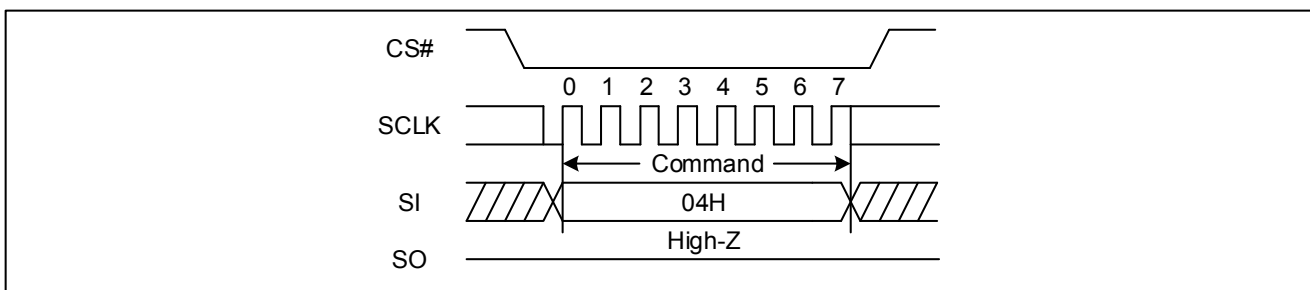 CS#
0 1 2 3 4 5 6 7
SCLK
Command
SI
04H
High-Z
SO